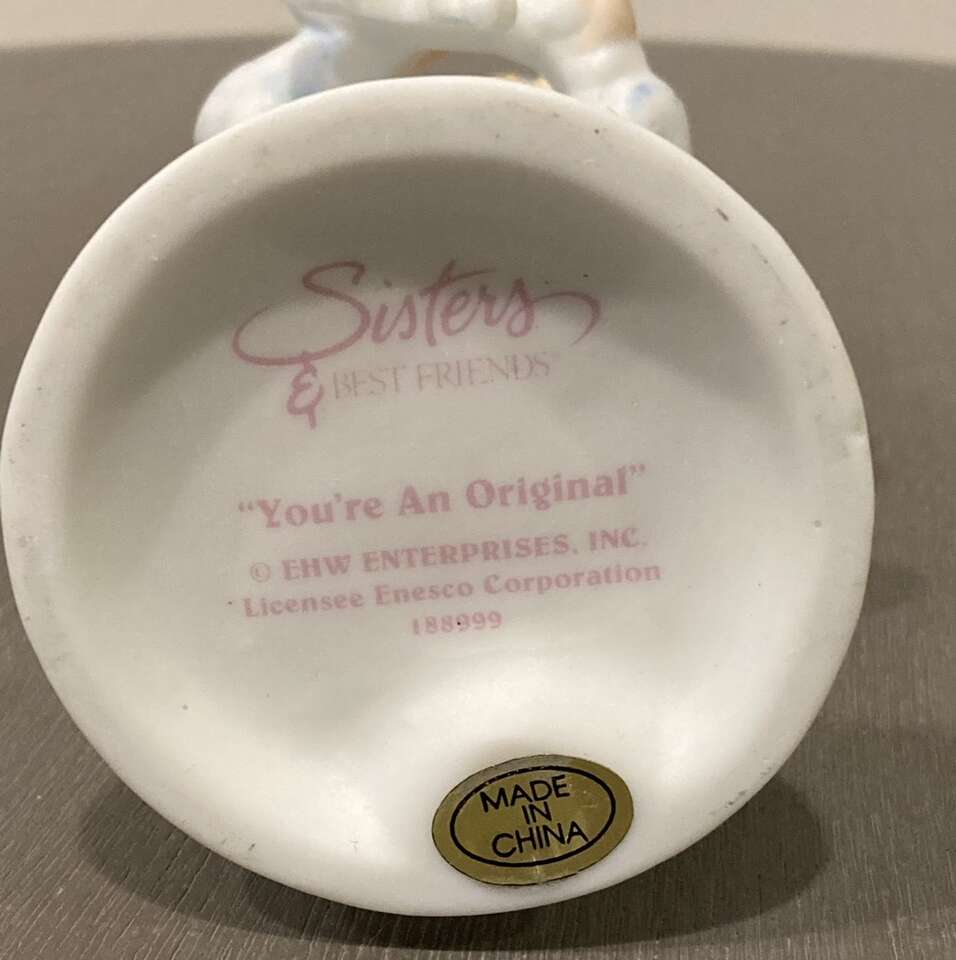 Sisters
& BEST FRIENDS®
“You're An Original”
© EHW ENTERPRISES, INC.
Licensee Enesco Corporation
188999
MADE
IN
CHINA